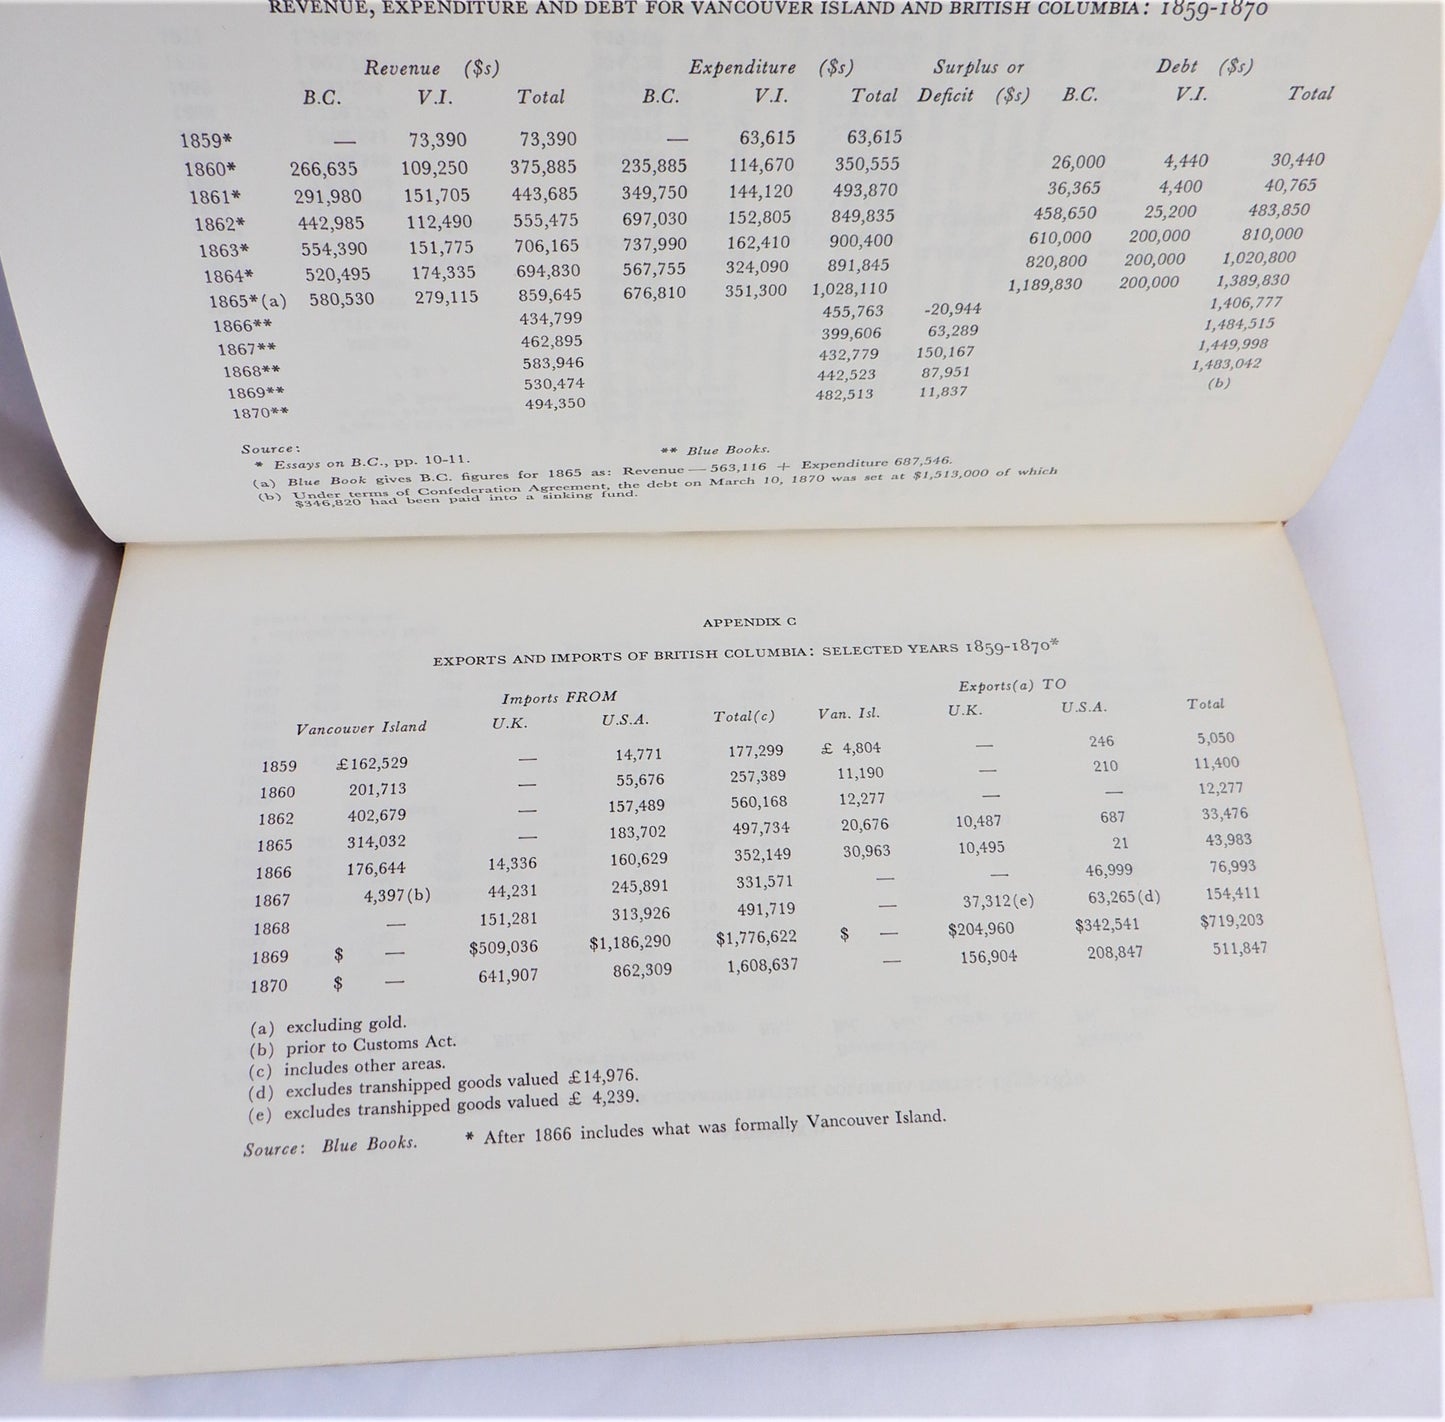 REVENUE, EXPENDITURE AND DEBT FOR VANCOUVER ISLAND AND BRITISH COLUMBIA: 1859-1870
Revenue ($s) Expenditure ($s) Surplus or Debt ($s)
B.C. V.I. Total B.C. V.I. Total Deficit ($s) B.C. V.I. Total
1859* — 73,390 73,390 — 63,615 63,615
1860* 266,635 109,250 375,885 235,885 114,670 350,555 26,000 4,440 30,440
1861* 291,980 151,705 443,685 349,750 144,120 493,870 36,365 4,400 40,765
1862* 442,985 112,490 555,475 697,030 152,805 849,835 458,650 25,200 483,850
1863* 554,390 151,775 706,165 737,990 162,410 900,400 610,000 200,000 810,000
1864* 520,495 174,335 694,830 567,755 324,090 891,845 820,800 200,000 1,020,800
1865*(a) 580,530 279,115 859,645 676,810 351,300 1,028,110 1,189,830 200,000 1,389,830
1866** 434,799 455,763 -20,944 1,406,777
1867** 462,895 399,606 63,289 1,484,515
1868** 583,946 432,779 150,167 1,449,998
1869** 530,474 442,523 87,951 1,483,042
1870** 494,350 482,513 11,837 (b)
Source:
* Essays on B.C., pp. 10-11. ** Blue Books.
(a) Blue Book gives B.C. figures for 1865 as: Revenue — 563,116 + Expenditure 687,546.
(b) Under terms of Confederation Agreement, the debt on March 10, 1870 was set at $1,513,000 of which
$346,820 had been paid into a sinking fund.
APPENDIX C
EXPORTS AND IMPORTS OF BRITISH COLUMBIA: SELECTED YEARS 1859-1870*
Imports FROM Exports(a) TO
Vancouver Island U.K. U.S.A. Total(c) Van. Isl. U.K. U.S.A. Total
1859 £162,529 — 14,771 177,299 £ 4,804 — 246 5,050
1860 201,713 — 55,676 257,389 11,190 — 210 11,400
1862 402,679 — 157,489 560,168 12,277 — — 12,277
1865 314,032 — 183,702 497,734 20,676 10,487 687 33,476
1866 176,644 14,336 160,629 352,149 30,963 10,495 21 43,983
1867 4,397(b) 44,231 245,891 331,571 — — 46,999 76,993
1868 — 151,281 313,926 491,719 — 37,312(e) 63,265(d) 154,411
1869 $ — $509,036 $1,186,290 $1,776,622 $ — $204,960 $342,541 $719,203
1870 $ — 641,907 862,309 1,608,637 — 156,904 208,847 511,847
(a) excluding gold.
(b) prior to Customs Act.
(c) includes other areas.
(d) excludes transhipped goods valued £14,976.
(e) excludes transhipped goods valued £ 4,239.
Source: Blue Books. * After 1866 includes what was formally Vancouver Island.